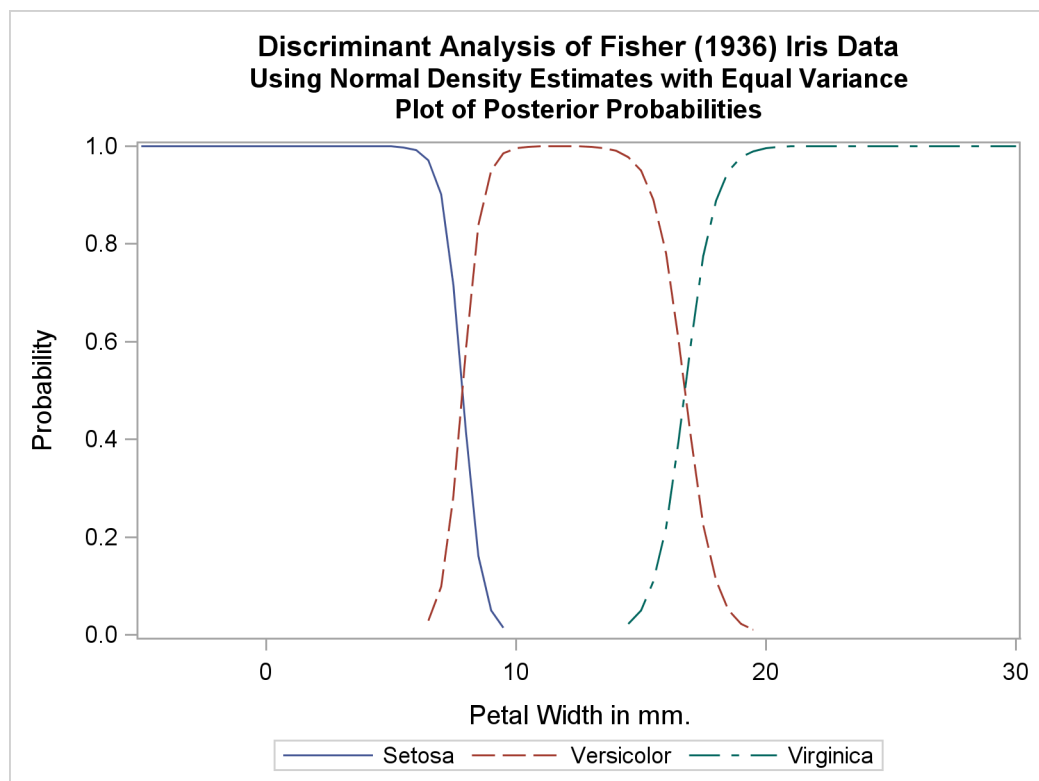 Discriminant Analysis of Fisher (1936) Iris Data
Using Normal Density Estimates with Equal Variance
Plot of Posterior Probabilities
1.0
0.8
0.6
0.4
0.2
0.0
Probability
0 10 20 30
Petal Width in mm.
Setosa Versicolor Virginica